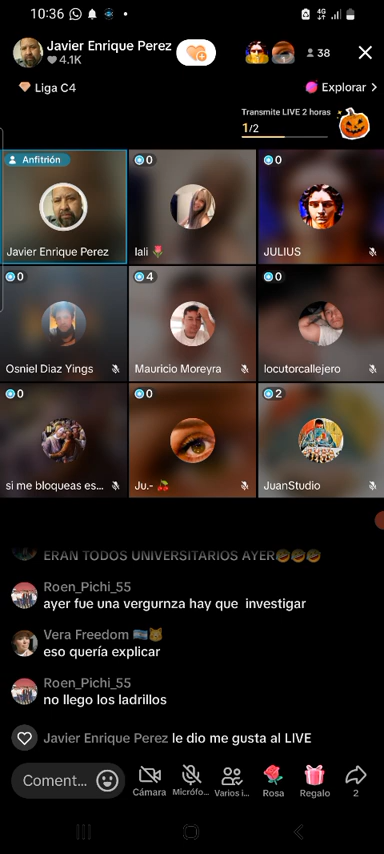 10:36
4G
Javier Enrique Perez
4.1K
38
Liga C4
Explorar
Transmite LIVE 2 horas
1/2
Anfitrión
0
0
Javier Enrique Perez
lali
JULIUS
0
4
0
Osniel Diaz Yings
Mauricio Moreyra
locutorcallejero
0
0
2
si me bloqueas es...
Ju.-
JuanStudio
ERAN TODOS UNIVERSITARIOS AYER🤣🤣🤣
Roen_Pichi_55
ayer fue una vergurnza hay que investigar
Vera Freedom 🇦🇷😼
eso quería explicar
Roen_Pichi_55
no llego los ladrillos
Javier Enrique Perez le dio me gusta al LIVE
Coment...
Cámara
Micrófo...
Varios i...
Rosa
Regalo
2